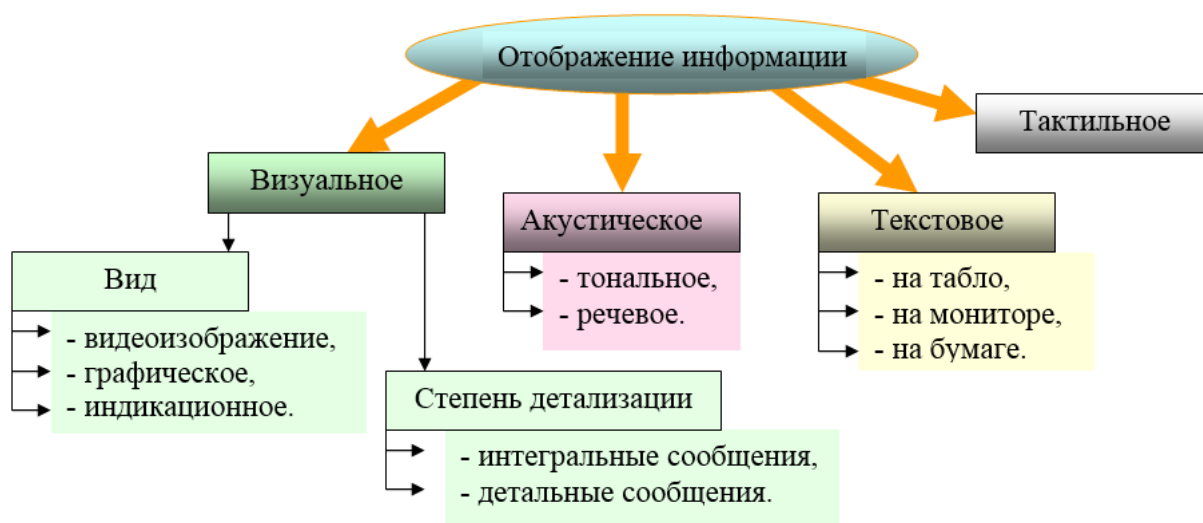 Отображение информации
Тактильное
Визуальное
Акустическое
Текстовое
Вид
- видеоизображение,
- графическое,
- индикационное.
Степень детализации
- интегральные сообщения,
- детальные сообщения.
- тональное,
- речевое.
- на табло,
- на мониторе,
- на бумаге.